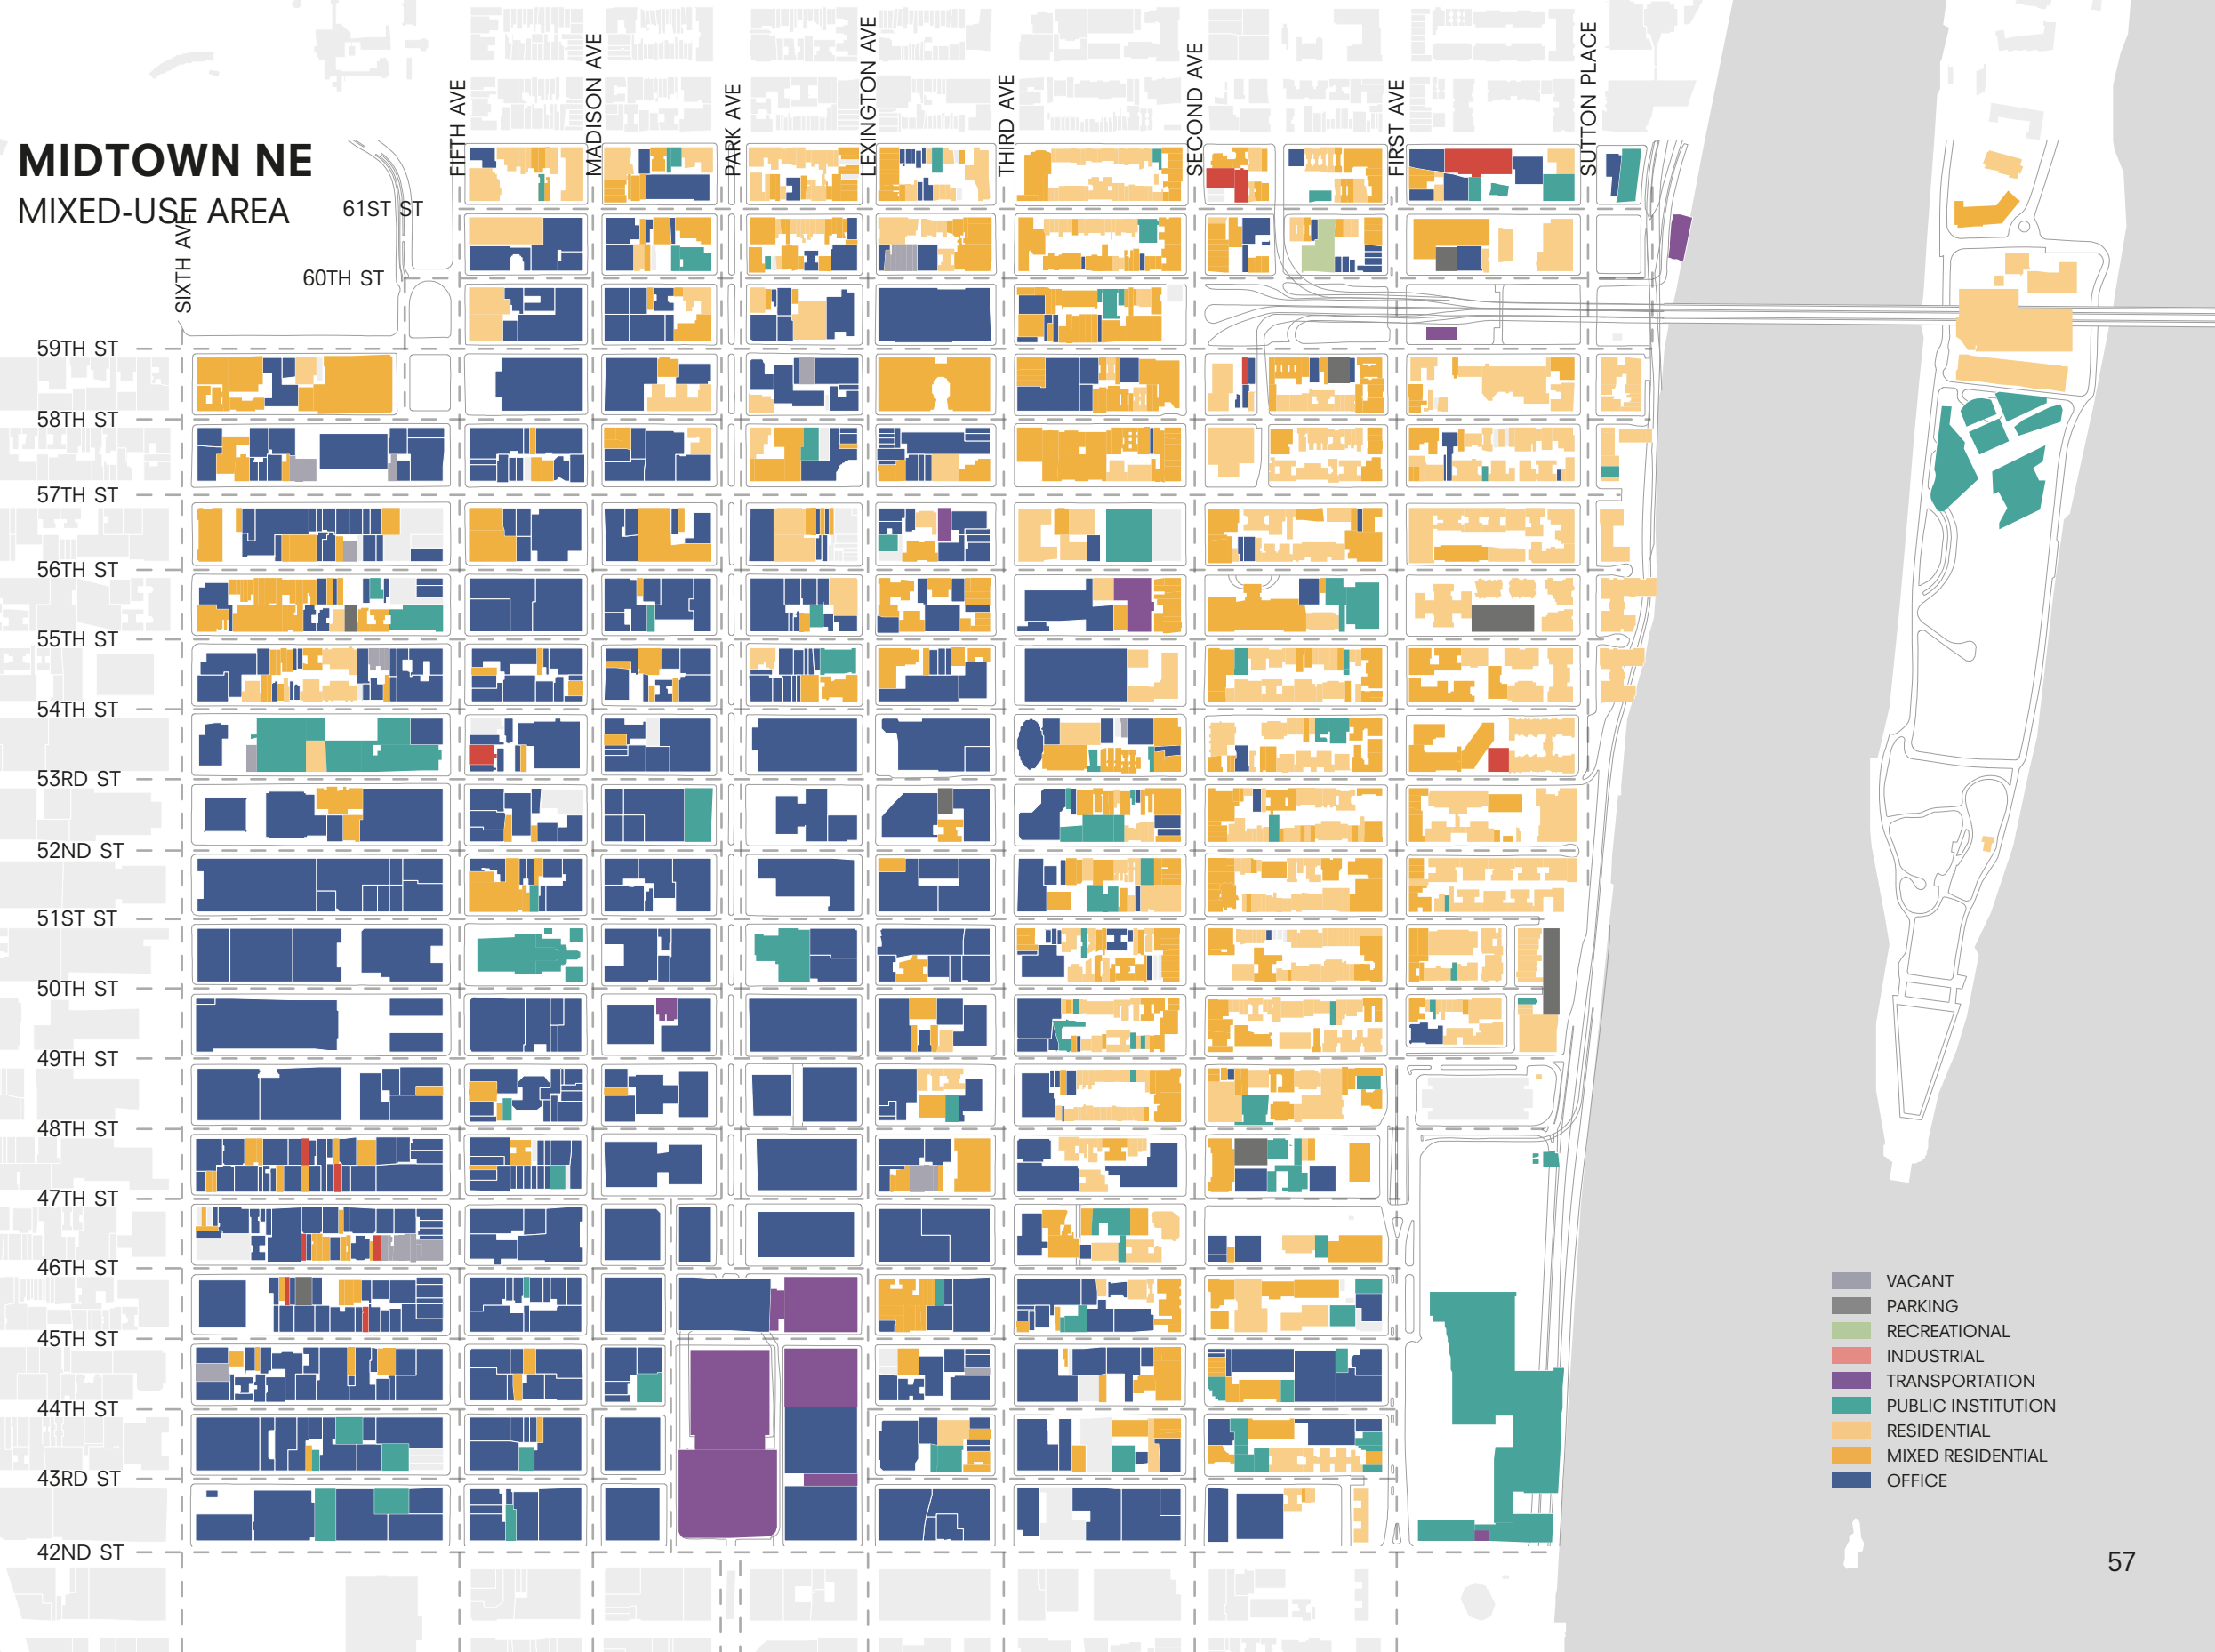 MIDTOWN NE
MIXED-USE AREA
SIXTH AVE
FIFTH AVE
MADISON AVE
PARK AVE
LEXINGTON AVE
THIRD AVE
SECOND AVE
FIRST AVE
SUTTON PLACE
61ST ST
60TH ST
59TH ST
58TH ST
57TH ST
56TH ST
55TH ST
54TH ST
53RD ST
52ND ST
51ST ST
50TH ST
49TH ST
48TH ST
47TH ST
46TH ST
45TH ST
44TH ST
43RD ST
42ND ST
VACANT
PARKING
RECREATIONAL
INDUSTRIAL
TRANSPORTATION
PUBLIC INSTITUTION
RESIDENTIAL
MIXED RESIDENTIAL
OFFICE
57